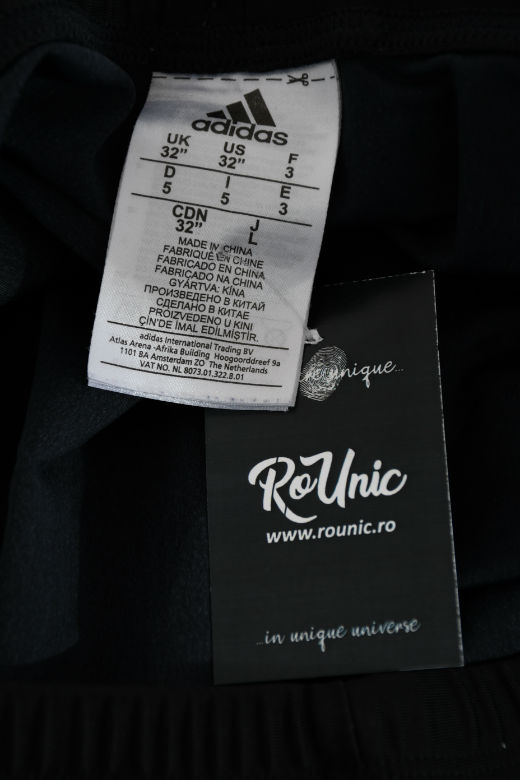 adidas
UK US F
32" 32" 3
D I E
5 5 3
CDN J
32" L
MADE IN CHINA
FABRIQUÉ EN CHINE
FABRICADO EN CHINA
FABRICADO NA CHINA
GYÁRTVA: KÍNA
ПРОИЗВЕДЕНО В КИТАЙ
СДЕЛАНО В КИТАЕ
PROIZVEDENO U KINI
ÇİN'DE İMAL EDİLMİŞTİR.
adidas International Trading BV
Atlas Arena -Afrika Building Hoogoorddreef 9a
1101 BA Amsterdam ZO The Netherlands
VAT NO. NL 8073.01.322.B.01
unique...
RoUnic
www.rounic.ro
...in unique universe